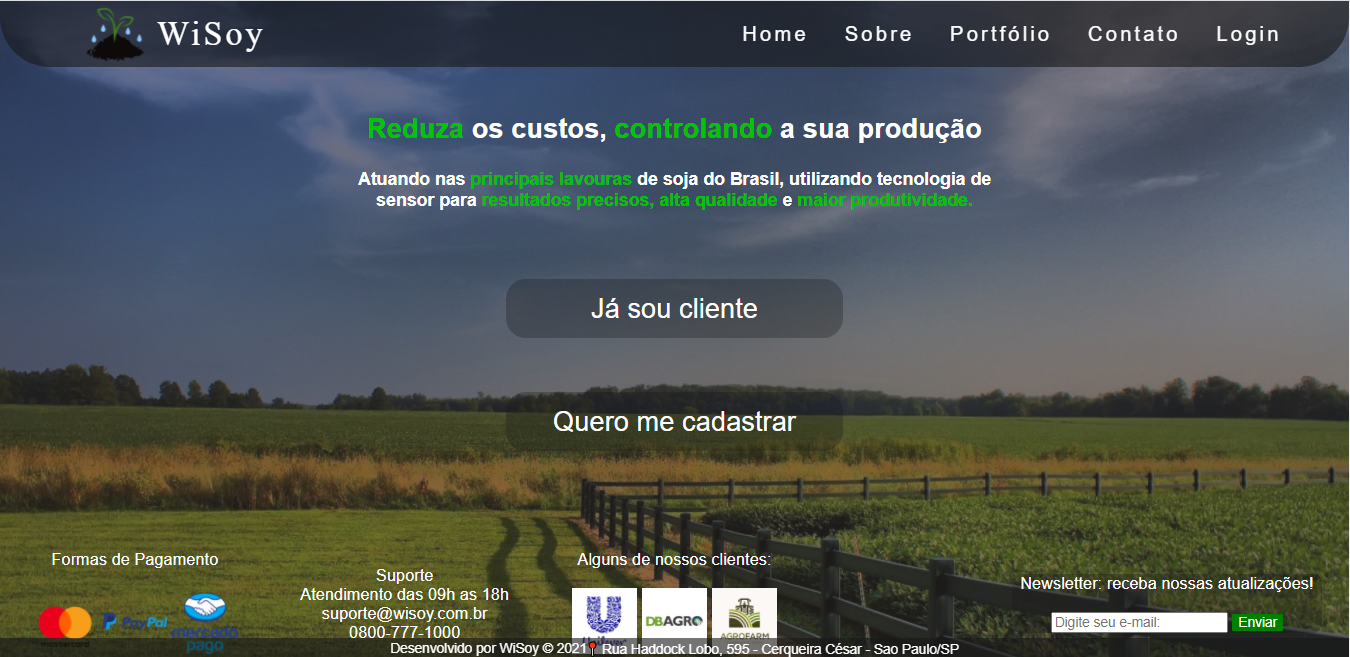 WiSoy
Home Sobre Portfólio Contato Login
Reduza os custos, controlando a sua produção
Atuando nas principais lavouras de soja do Brasil, utilizando tecnologia de
sensor para resultados precisos, alta qualidade e maior produtividade.
Já sou cliente
Quero me cadastrar
Formas de Pagamento
mastercard
PayPal
mercado
pago
Suporte
Atendimento das 09h as 18h
suporte@wisoy.com.br
0800-777-1000
Alguns de nossos clientes:
Unilever
DBAGRO
AGROFARM
Newsletter: receba nossas atualizações!
Digite seu e-mail: Enviar
Desenvolvido por WiSoy © 2021 Rua Haddock Lobo, 595 - Cerqueira César - Sao Paulo/SP